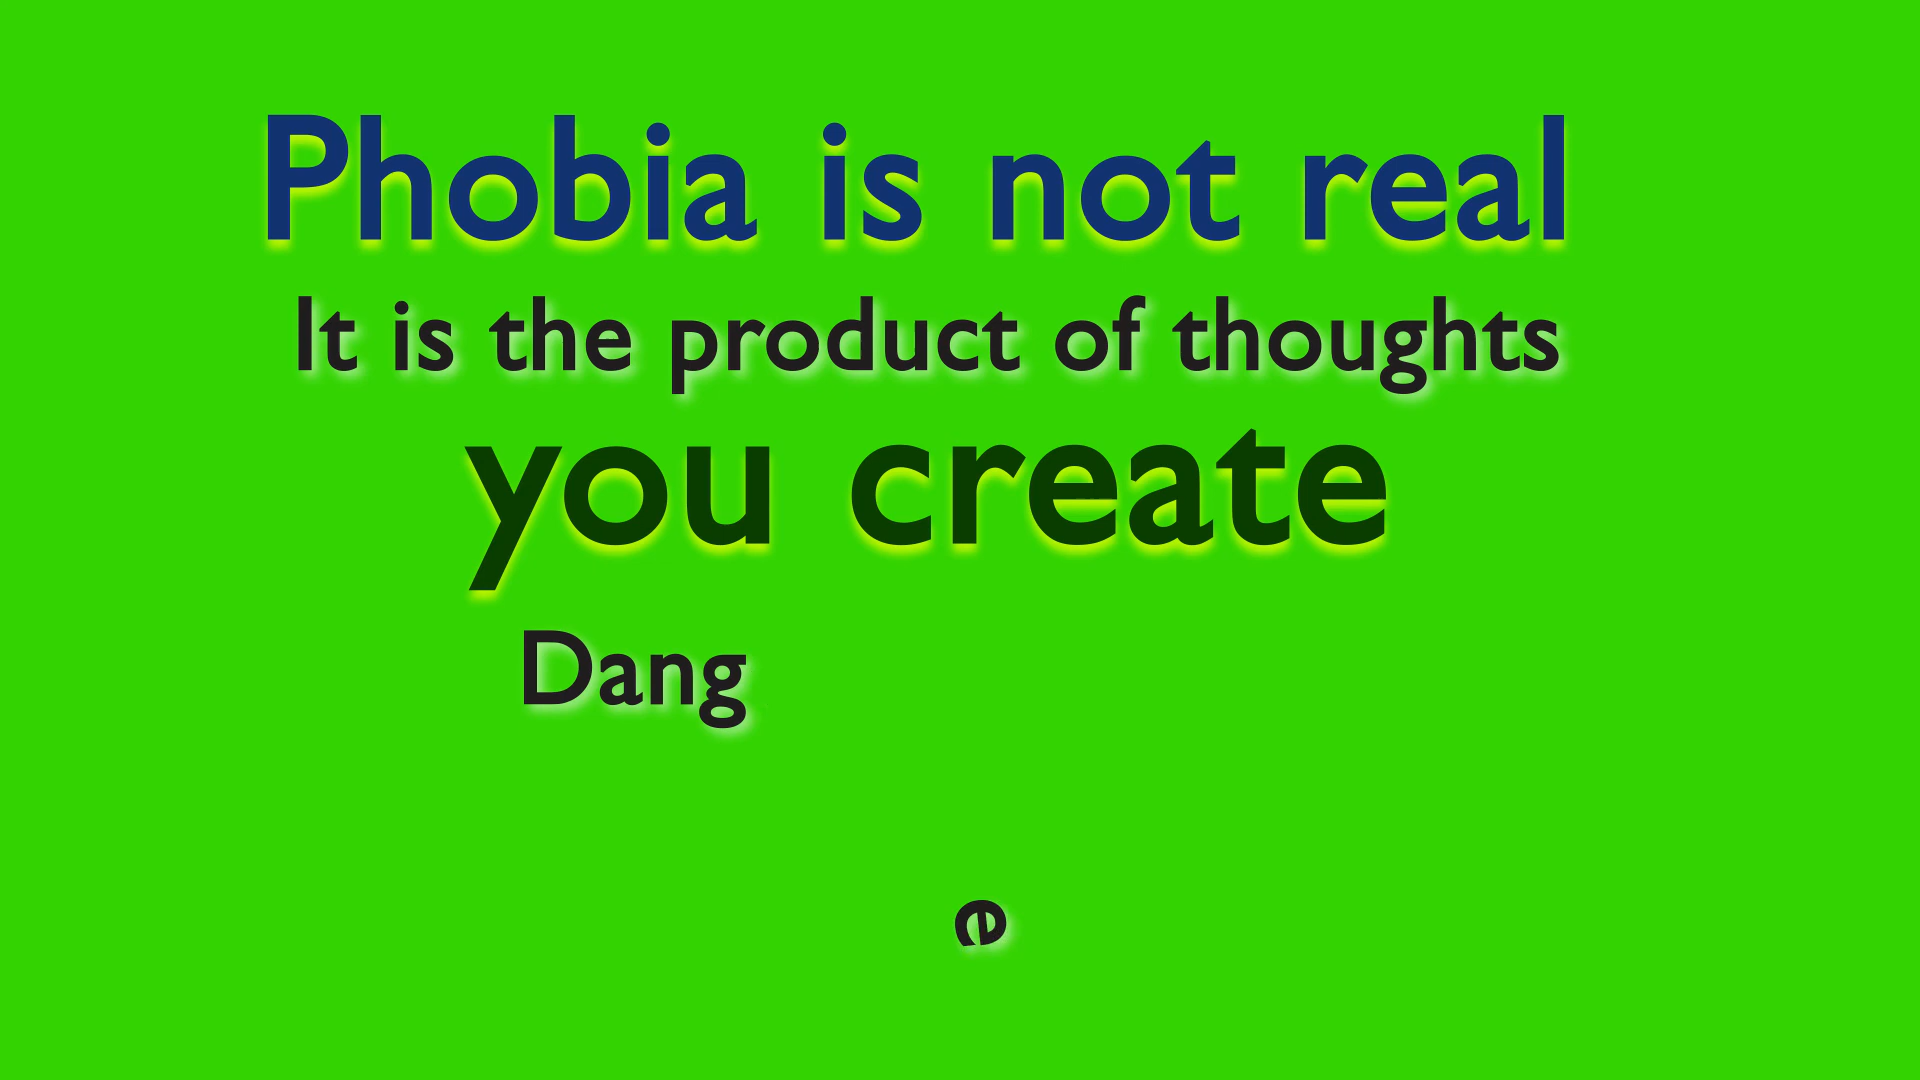 Phobia is not real
It is the product of thoughts
you create
Dang
e